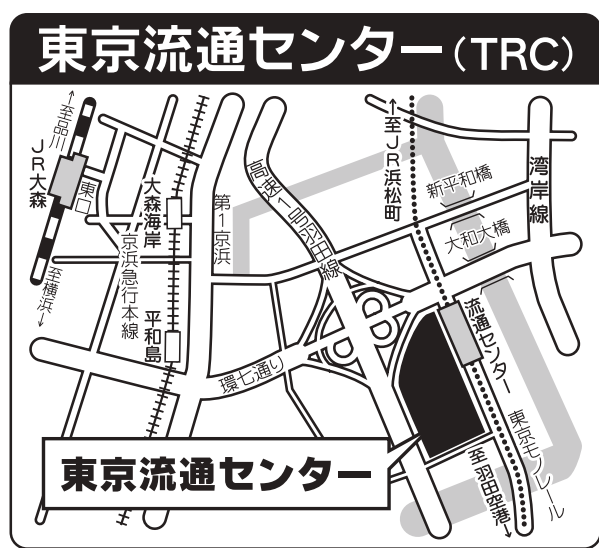 東京流通センター(TRC)
↑至品川
JR大森
東口
至横浜↓
大森海岸
京浜急行本線
平和島
第1京浜
高速1号羽田線
↑至JR浜松町
新平和橋
大和大橋
湾岸線
環七通り
流通センター
東京モノレール
至羽田空港↓
東京流通センター